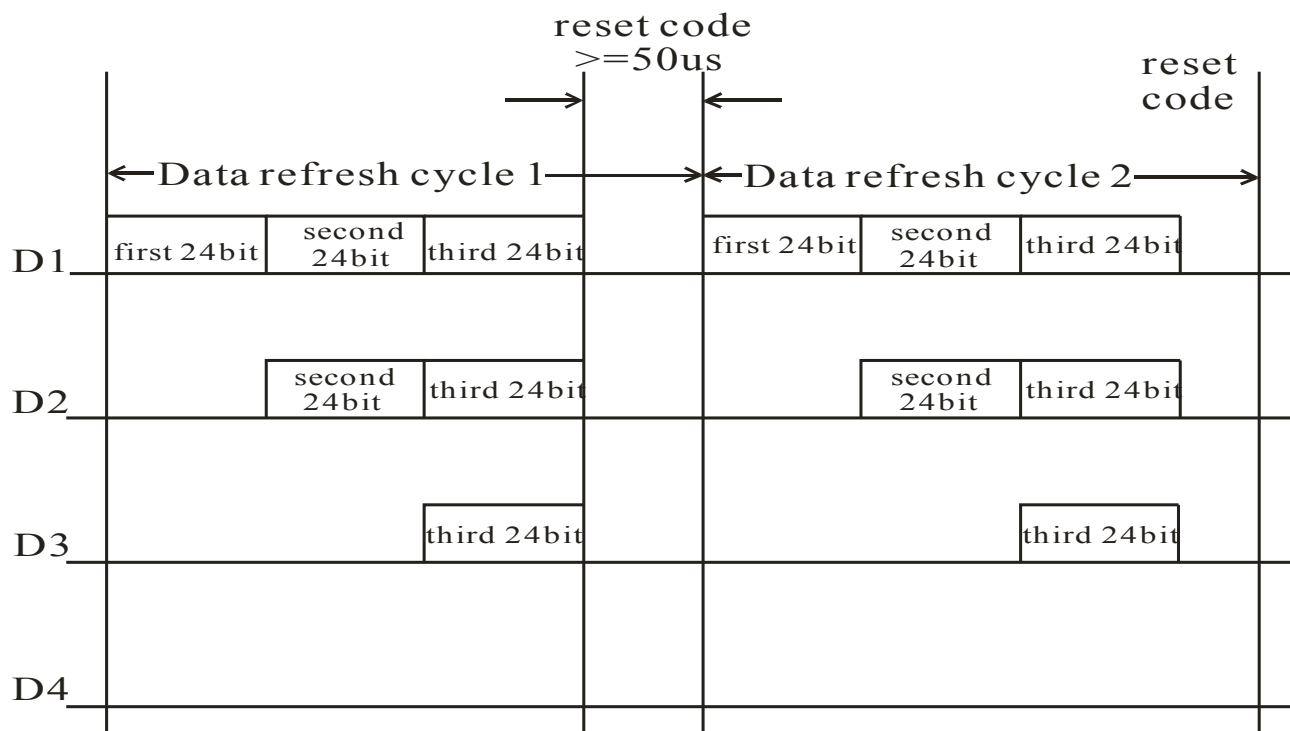 reset code
>=50us
reset
code
Data refresh cycle 1
Data refresh cycle 2
D1
first 24bit
second
24bit
third 24bit
first 24bit
second
24bit
third 24bit
D2
second
24bit
third 24bit
second
24bit
third 24bit
D3
third 24bit
third 24bit
D4